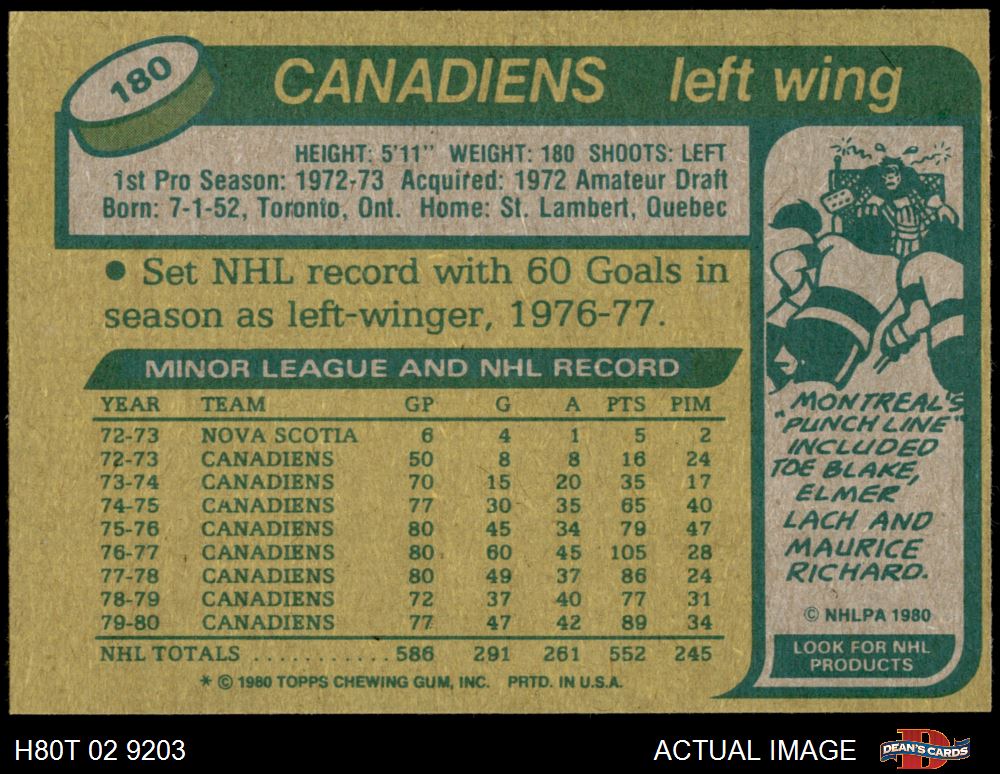 180
CANADIENS left wing
HEIGHT: 5'11" WEIGHT: 180 SHOOTS: LEFT
1st Pro Season: 1972-73 Acquired: 1972 Amateur Draft
Born: 7-1-52, Toronto, Ont. Home: St. Lambert, Quebec
• Set NHL record with 60 Goals in
season as left-winger, 1976-77.
MINOR LEAGUE AND NHL RECORD
YEAR TEAM GP G A PTS PIM
72-73 NOVA SCOTIA 6 4 1 5 2
72-73 CANADIENS 50 8 8 16 24
73-74 CANADIENS 70 15 20 35 17
74-75 CANADIENS 77 30 35 65 40
75-76 CANADIENS 80 45 34 79 47
76-77 CANADIENS 80 60 45 105 28
77-78 CANADIENS 80 49 37 86 24
78-79 CANADIENS 72 37 40 77 31
79-80 CANADIENS 77 47 42 89 34
NHL TOTALS ........... 586 291 261 552 245
* © 1980 TOPPS CHEWING GUM, INC. PRTD. IN U.S.A.
MONTREAL'S
"PUNCH LINE"
INCLUDED
TOE BLAKE,
ELMER
LACH AND
MAURICE
RICHARD.
© NHLPA 1980
LOOK FOR NHL
PRODUCTS
H80T 02 9203
ACTUAL IMAGE
DEAN'S CARDS